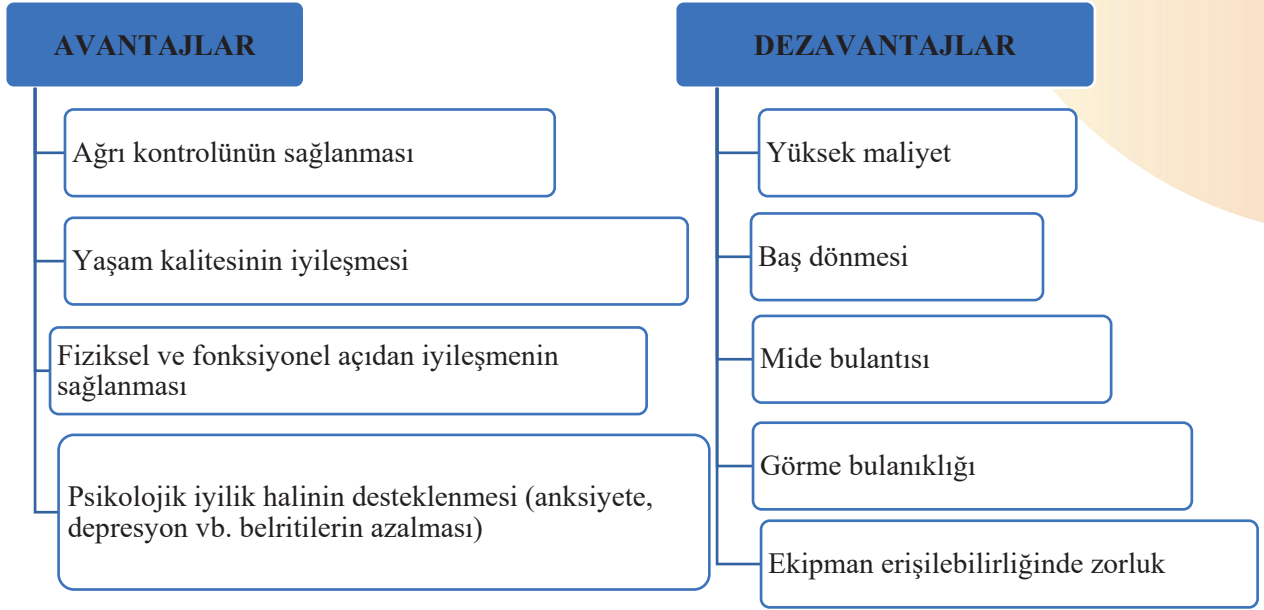 AVANTAJLAR
Ağrı kontrolünün sağlanması
Yaşam kalitesinin iyileşmesi
Fiziksel ve fonksiyonel açıdan iyileşmenin
sağlanması
Psikolojik iyilik halinin desteklenmesi (anksiyete,
depresyon vb. belritilerin azalması)
DEZAVANTAJLAR
Yüksek maliyet
Baş dönmesi
Mide bulantısı
Görme bulanıklığı
Ekipman erişilebilirliğinde zorluk